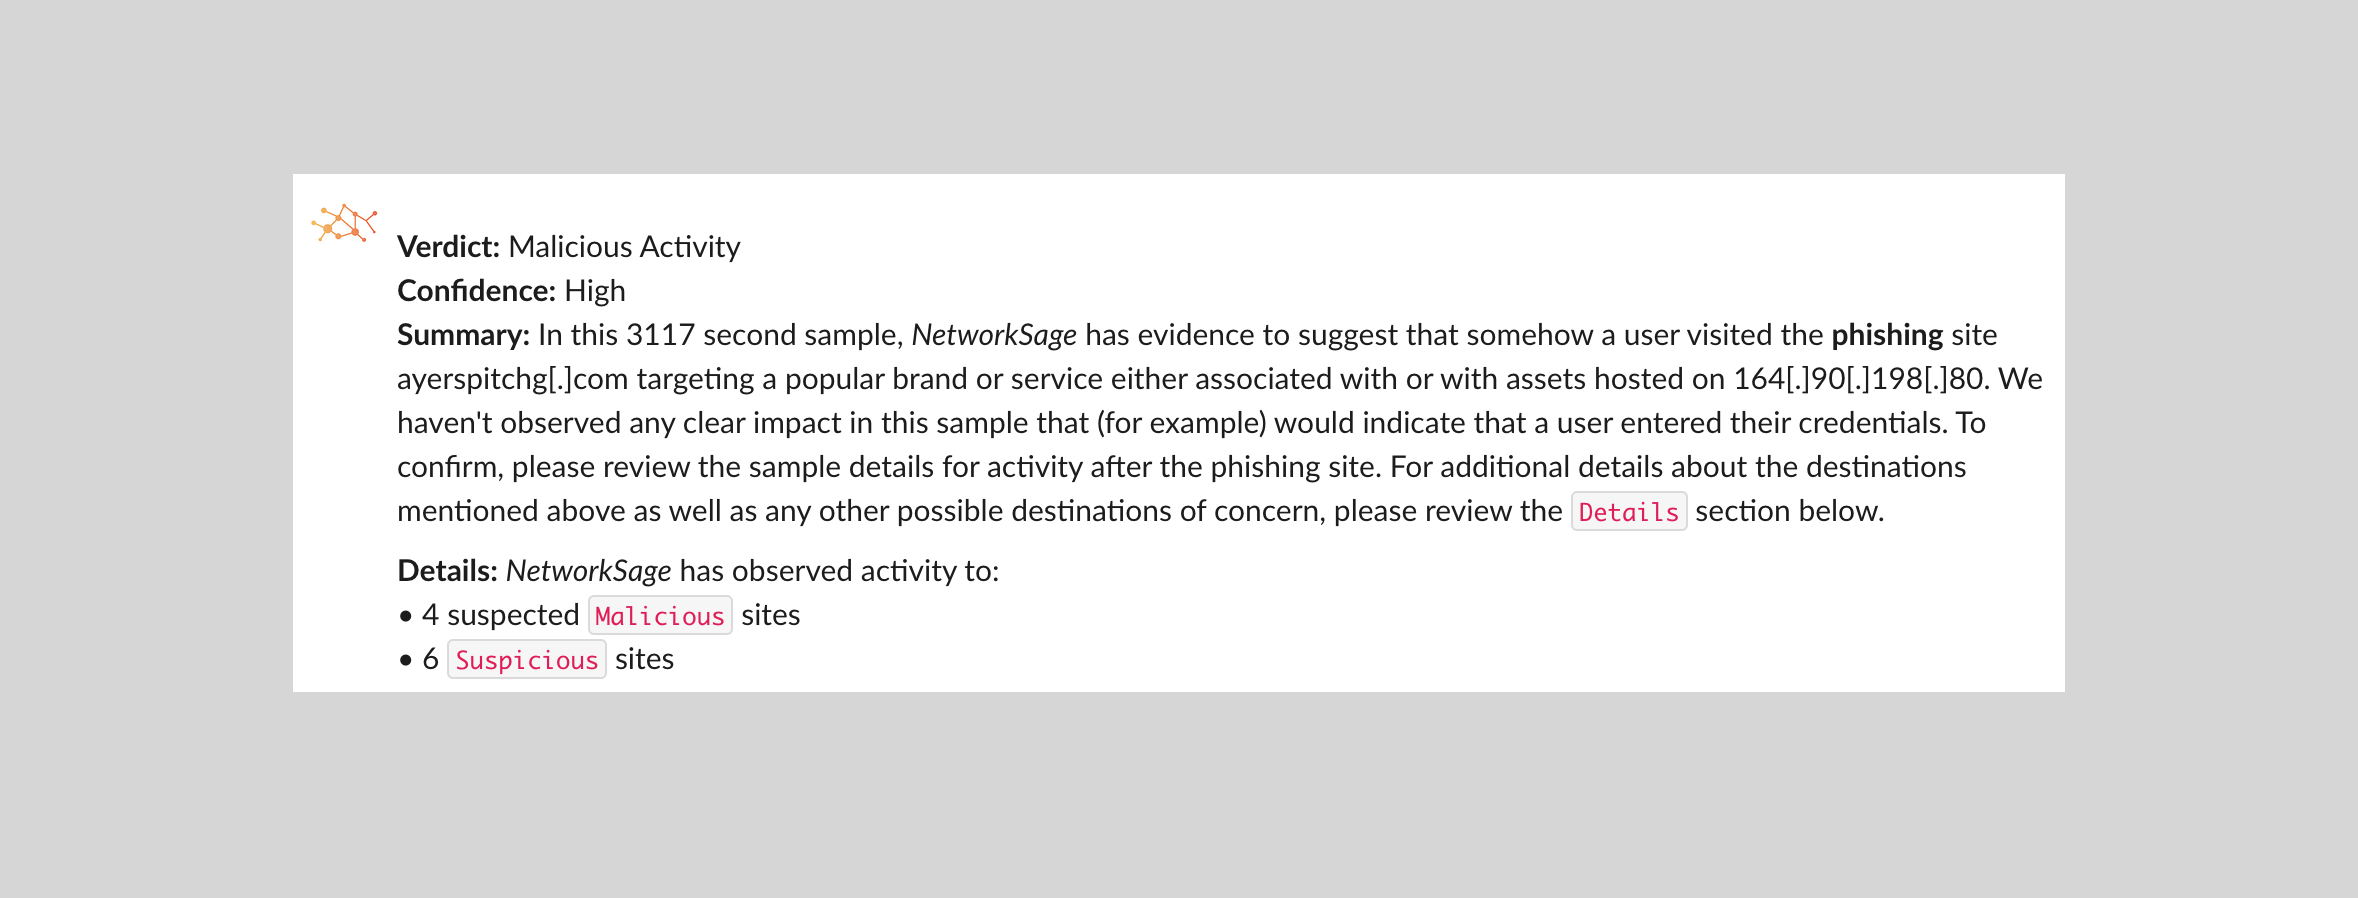 Verdict: Malicious Activity
Confidence: High
Summary: In this 3117 second sample, NetworkSage has evidence to suggest that somehow a user visited the phishing site
ayerspitchg[.]com targeting a popular brand or service either associated with or with assets hosted on 164[.]90[.]198[.]80. We
haven't observed any clear impact in this sample that (for example) would indicate that a user entered their credentials. To
confirm, please review the sample details for activity after the phishing site. For additional details about the destinations
mentioned above as well as any other possible destinations of concern, please review the Details section below.
Details: NetworkSage has observed activity to:
• 4 suspected Malicious sites
• 6 Suspicious sites